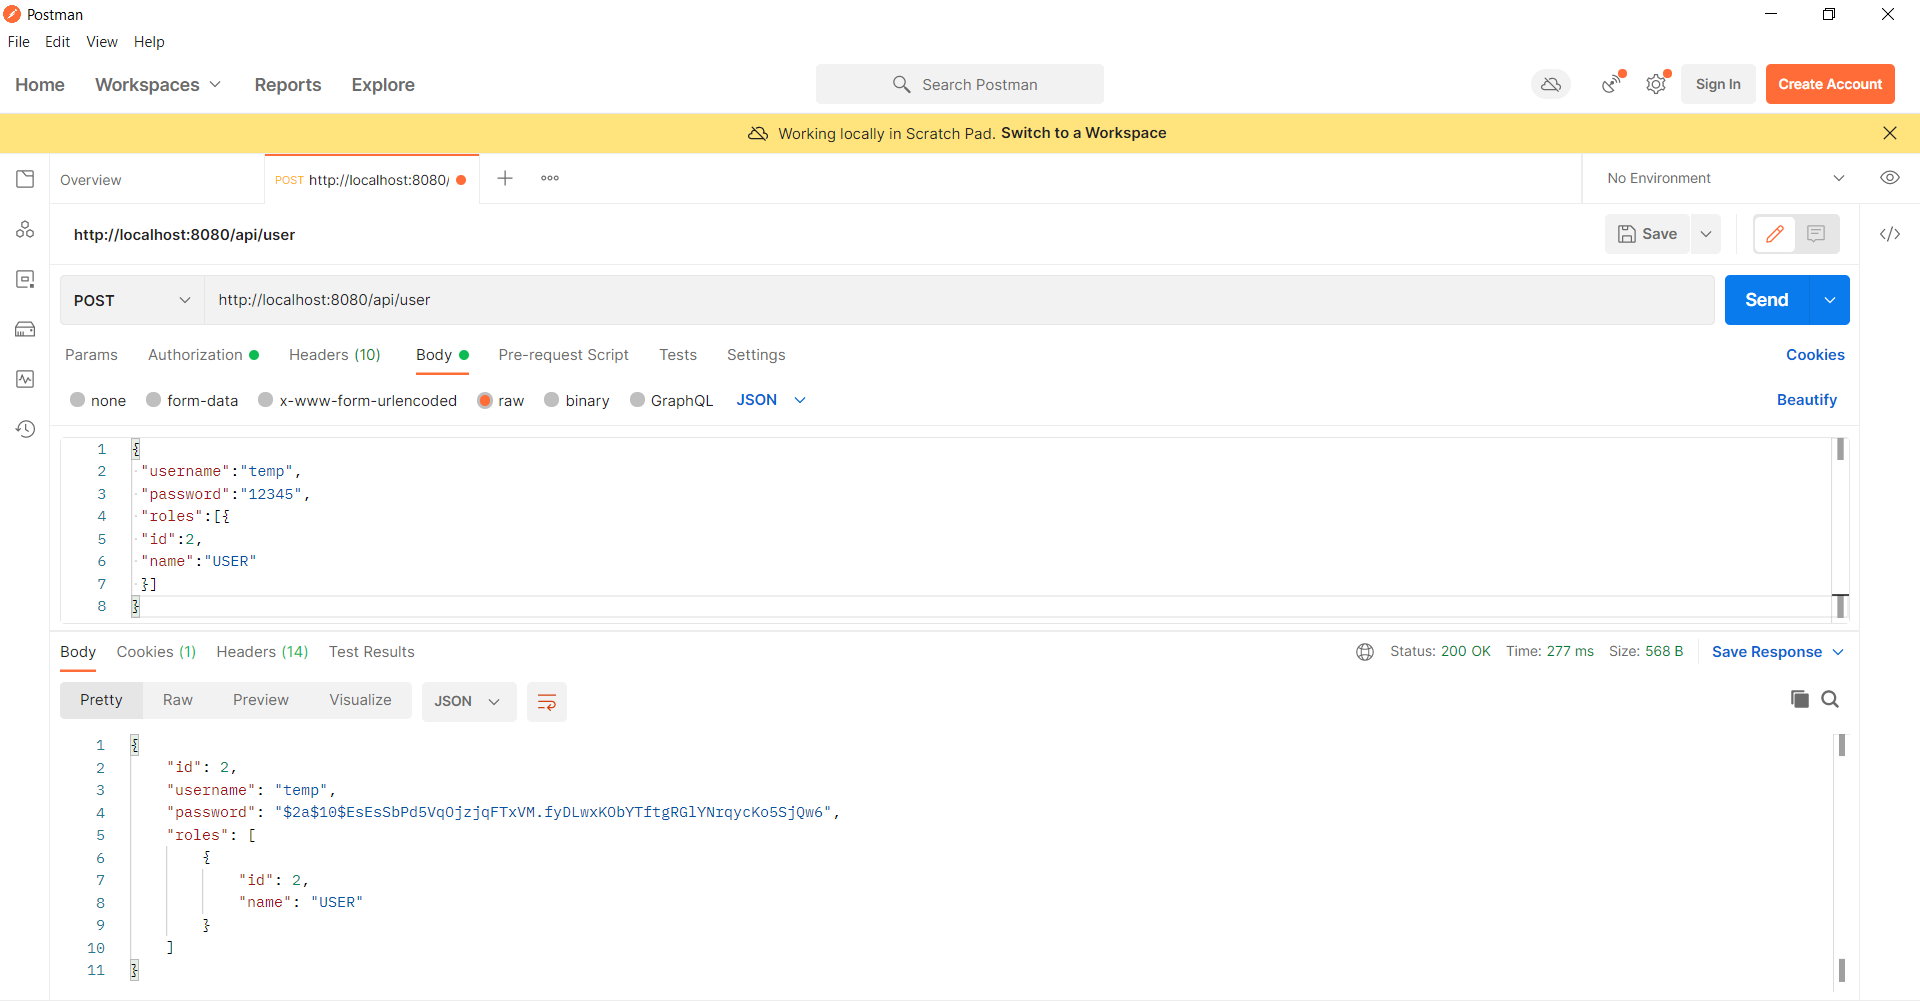 Postman
File Edit View Help
Home Workspaces Reports Explore Search Postman Sign In Create Account
Working locally in Scratch Pad. Switch to a Workspace
Overview POST http://localhost:8080/ No Environment
http://localhost:8080/api/user Save
POST http://localhost:8080/api/user Send
Params Authorization Headers (10) Body Pre-request Script Tests Settings Cookies
none form-data x-www-form-urlencoded raw binary GraphQL JSON Beautify
1 {
2 "username":"temp",
3 "password":"12345",
4 "roles":[{
5 "id":2,
6 "name":"USER"
7 }]
8 }
Body Cookies (1) Headers (14) Test Results Status: 200 OK Time: 277 ms Size: 568 B Save Response
Pretty Raw Preview Visualize JSON
1 {
2 "id": 2,
3 "username": "temp",
4 "password": "$2a$10$EsEsSbPd5VqOjzjqFTxVM.fyDLwxKObYTftgRGlYNrqycKo5SjQw6",
5 "roles": [
6 {
7 "id": 2,
8 "name": "USER"
9 }
10 ]
11 }